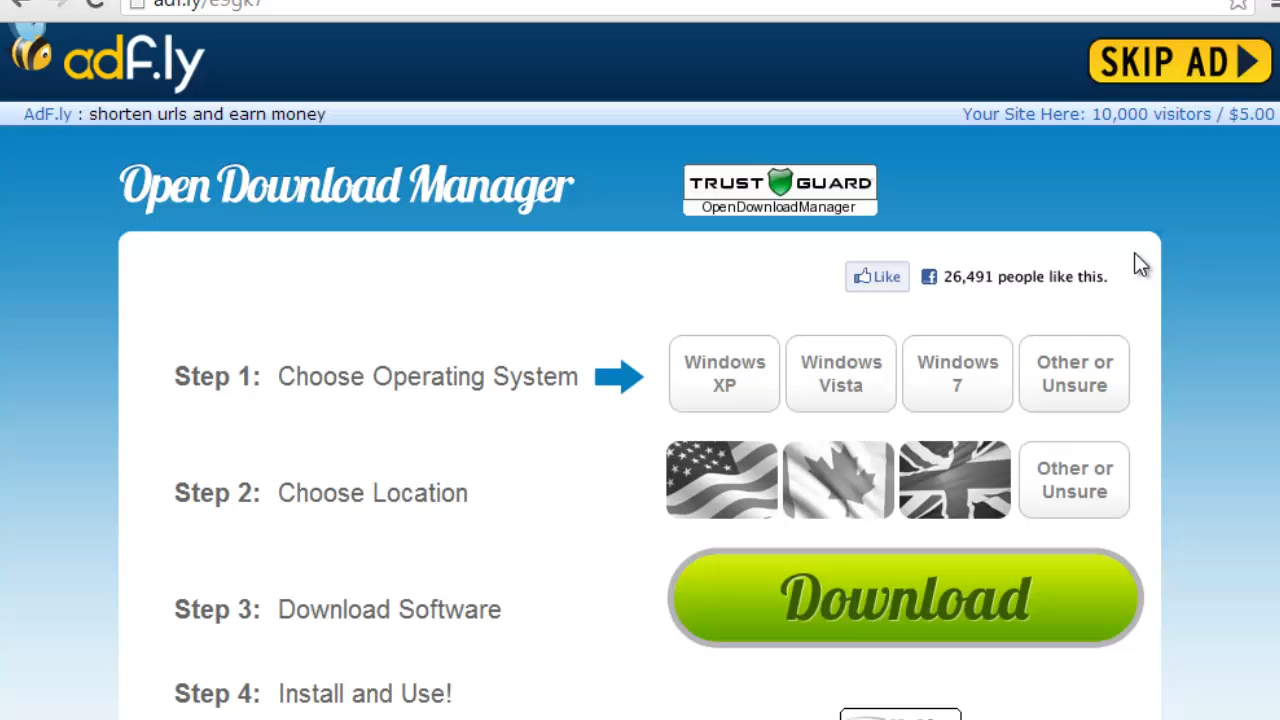 adf.ly/e9gk7
adf.ly
SKIP AD
AdF.ly : shorten urls and earn money
Your Site Here: 10,000 visitors / $5.00
Open Download Manager
TRUST GUARD
OpenDownloadManager
Like
26,491 people like this.
Step 1: Choose Operating System
Windows
XP
Windows
Vista
Windows
7
Other or
Unsure
Step 2: Choose Location
Other or
Unsure
Step 3: Download Software
Download
Step 4: Install and Use!